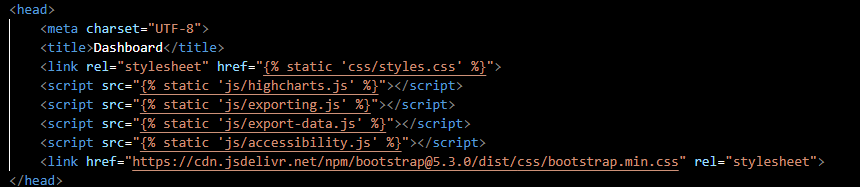 <head>
<meta charset="UTF-8">
<title>Dashboard</title>
<link rel="stylesheet" href="{% static 'css/styles.css' %}">
<script src="{% static 'js/highcharts.js' %}"></script>
<script src="{% static 'js/exporting.js' %}"></script>
<script src="{% static 'js/export-data.js' %}"></script>
<script src="{% static 'js/accessibility.js' %}"></script>
<link href="https://cdn.jsdelivr.net/npm/bootstrap@5.3.0/dist/css/bootstrap.min.css" rel="stylesheet">
</head>